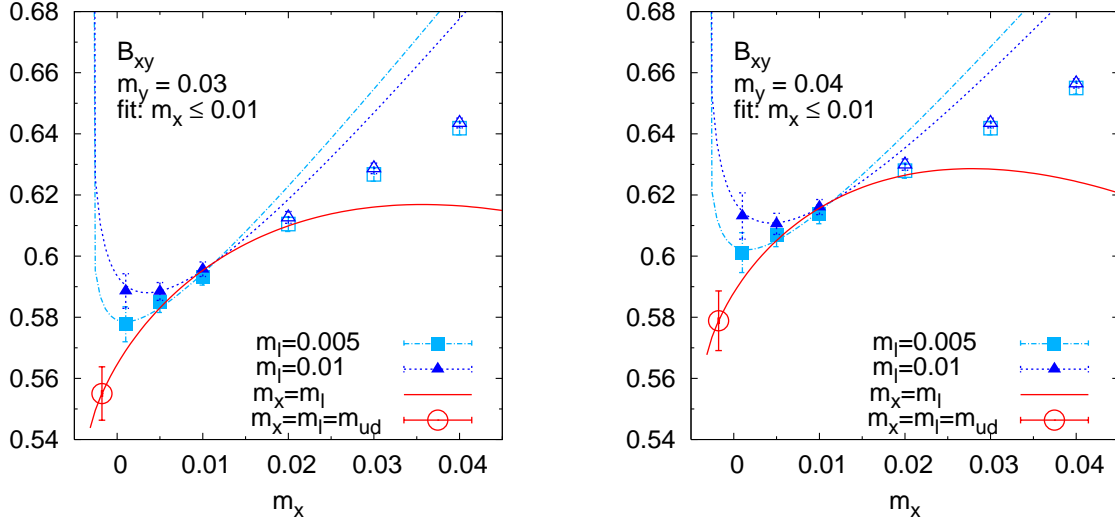 0.68
0.66
0.64
0.62
0.6
0.58
0.56
0.54
B_xy
m_y = 0.03
fit: m_x ≤ 0.01
m_l=0.005
m_l=0.01
m_x=m_l
m_x=m_l=m_ud
0 0.01 0.02 0.03 0.04
m_x
0.68
0.66
0.64
0.62
0.6
0.58
0.56
0.54
B_xy
m_y = 0.04
fit: m_x ≤ 0.01
m_l=0.005
m_l=0.01
m_x=m_l
m_x=m_l=m_ud
0 0.01 0.02 0.03 0.04
m_x